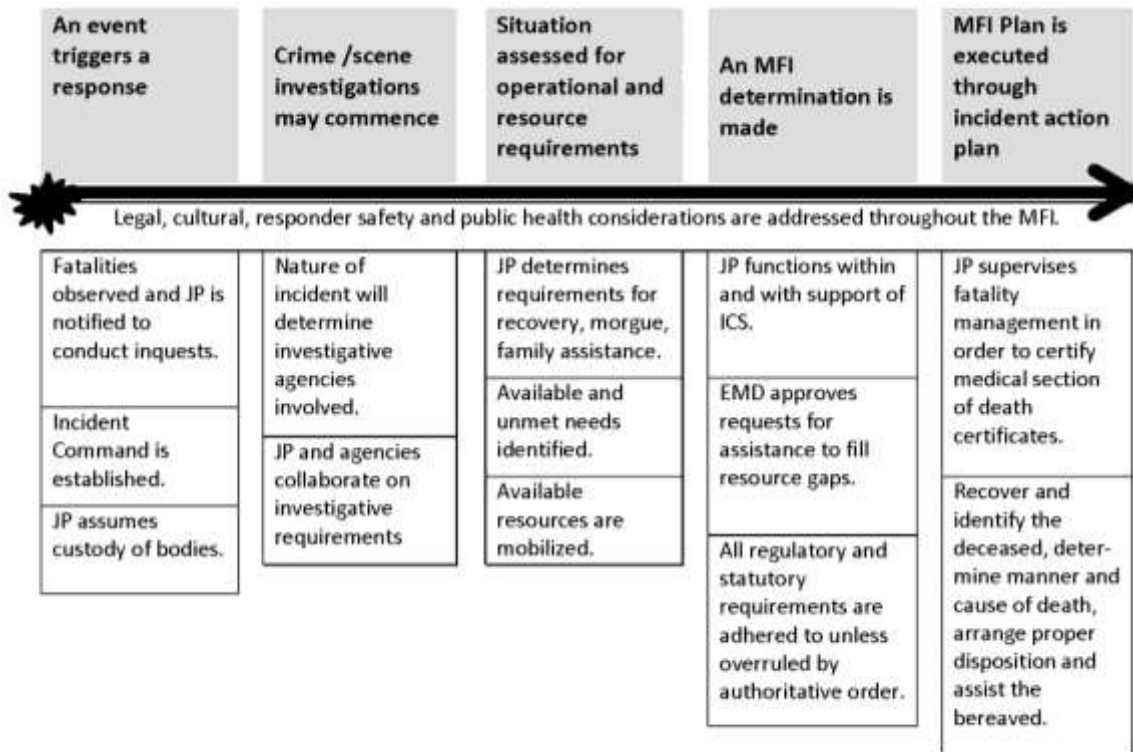 An event
triggers a
response
Crime /scene
investigations
may commence
Situation
assessed for
operational and
resource
requirements
An MFI
determination is
made
MFI Plan is
executed
through
incident action
plan
Legal, cultural, responder safety and public health considerations are addressed throughout the MFI.
Fatalities
observed and JP is
notified to
conduct inquests.
Incident
Command is
established.
JP assumes
custody of bodies.
Nature of
incident will
determine
investigative
agencies
involved.
JP and agencies
collaborate on
investigative
requirements
JP determines
requirements for
recovery, morgue,
family assistance.
Available and
unmet needs
identified.
Available
resources are
mobilized.
JP functions within
and with support of
ICS.
EMD approves
requests for
assistance to fill
resource gaps.
All regulatory and
statutory
requirements are
adhered to unless
overruled by
authoritative order.
JP supervises
fatality
management in
order to certify
medical section
of death
certificates.
Recover and
identify the
deceased, deter-
mine manner and
cause of death,
arrange proper
disposition and
assist the
bereaved.